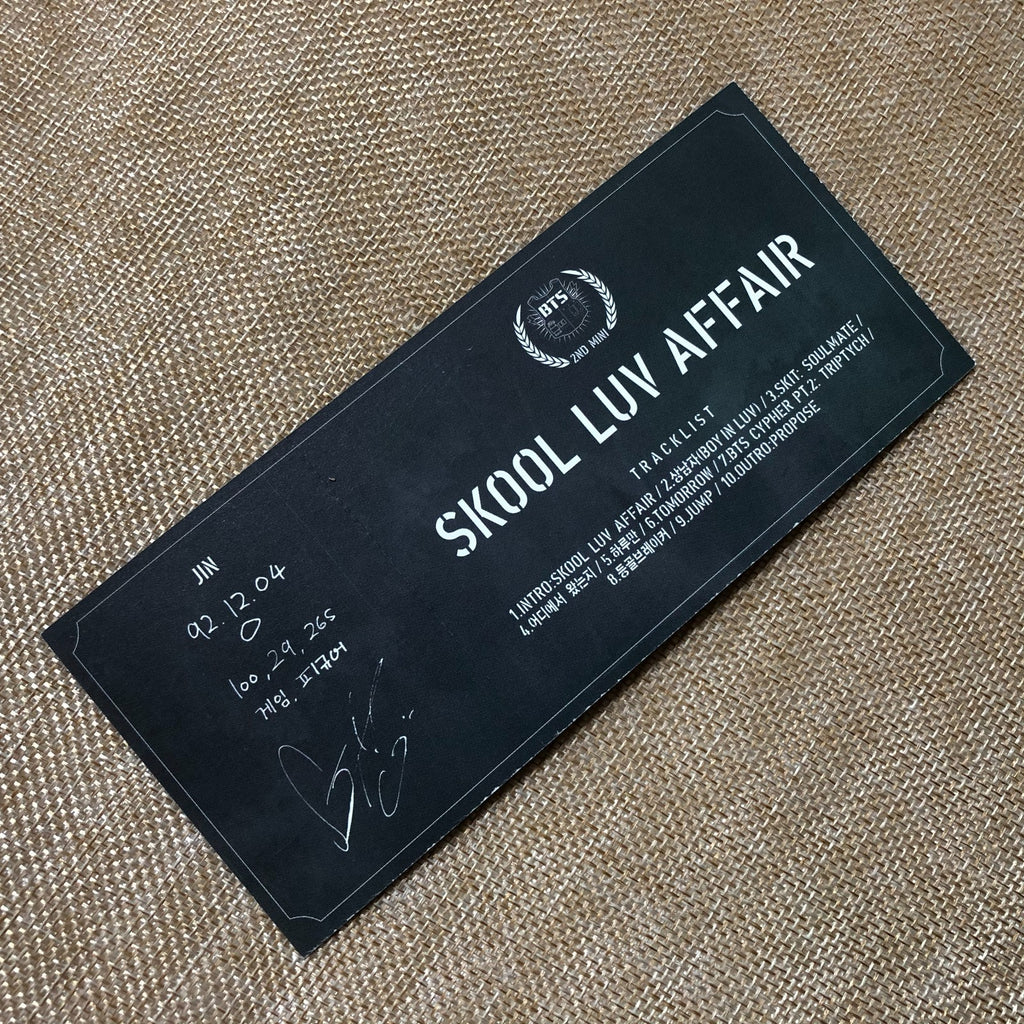 BTS
2ND MINI
SKOOL LUV AFFAIR
TRACKLIST
1.INTRO:SKOOL LUV AFFAIR / 2.상남자(BOY IN LUV) / 3.SKIT: SOULMATE /
4.어디에서 왔는지 / 5.하루만 / 6.TOMORROW / 7.BTS CYPHER PT.2: TRIPTYCH /
8.등골브레이커 / 9.JUMP / 10.OUTRO:PROPOSE
JIN
92.12.04
O
100, 29, 265
게임. 피규어